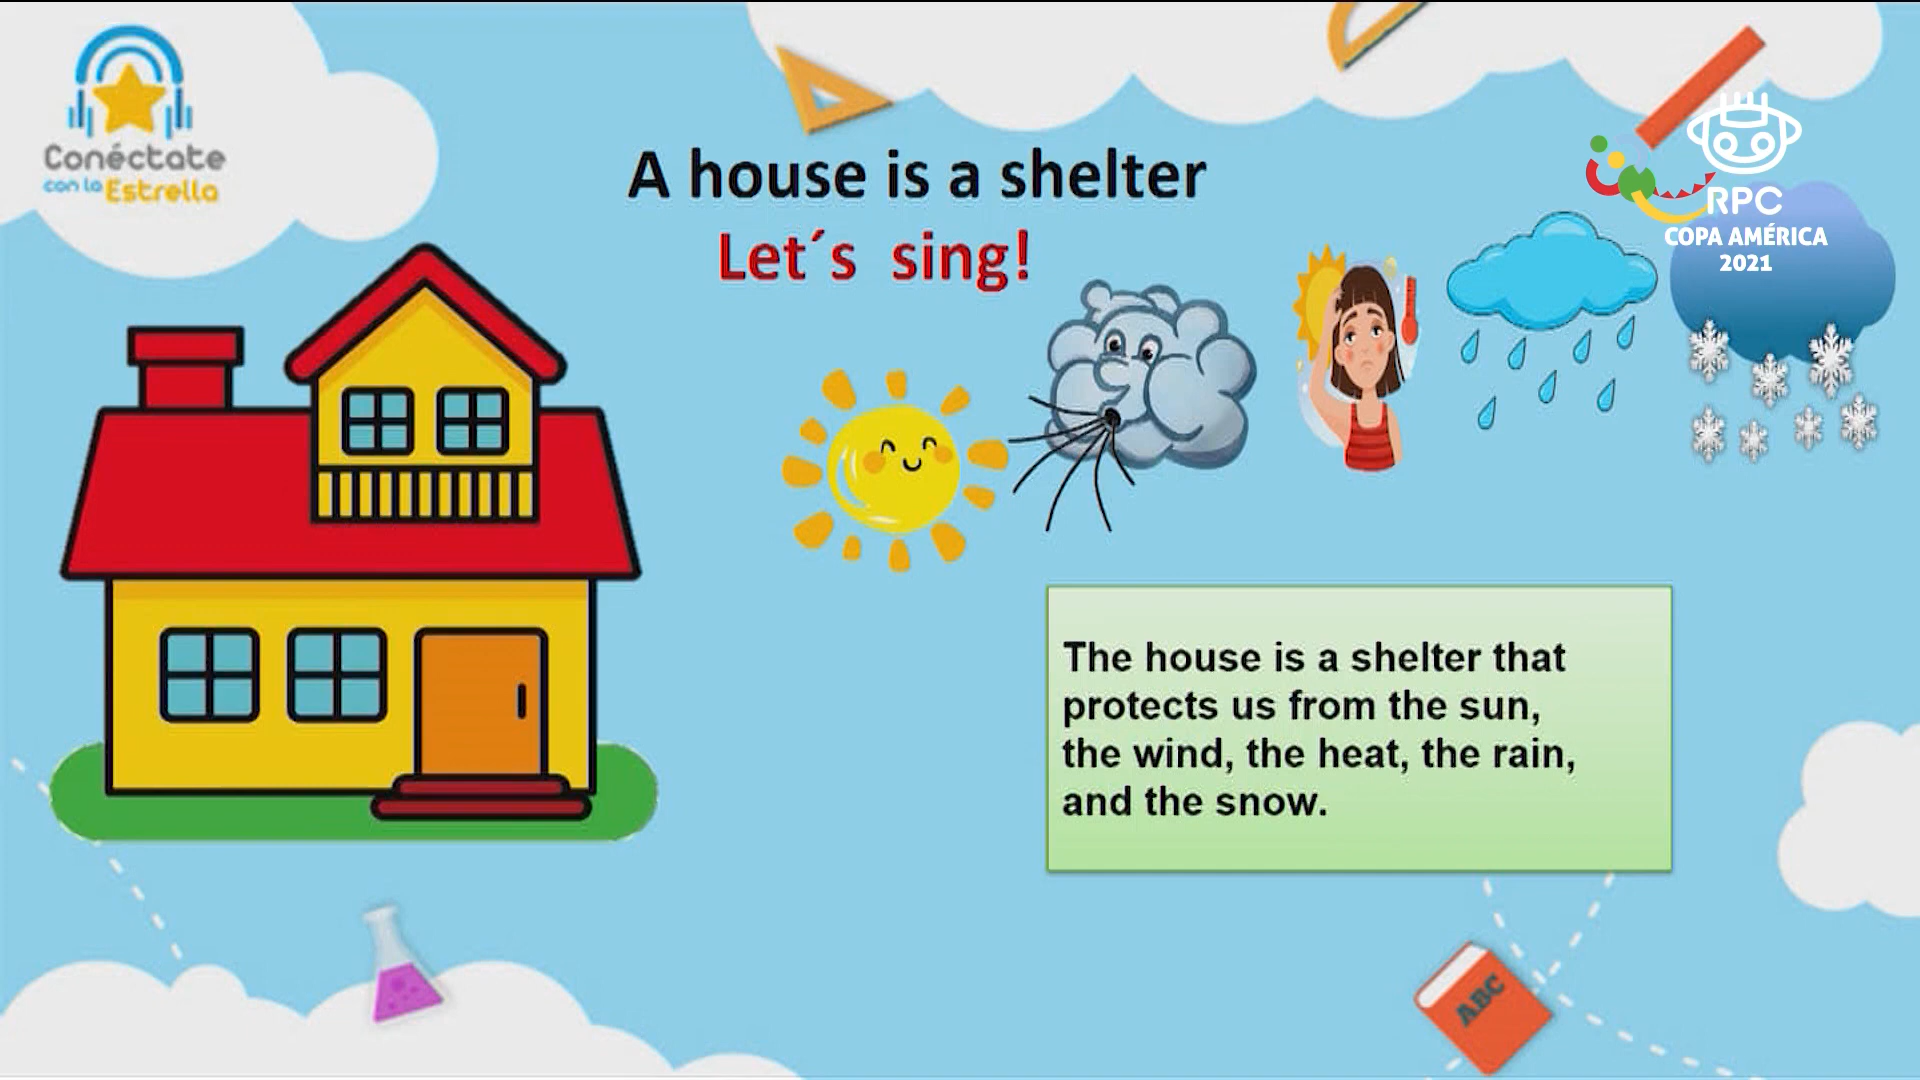 Conéctate
con la Estrella
A house is a shelter
Let´s sing!
RPC
COPA AMÉRICA
2021
The house is a shelter that
protects us from the sun,
the wind, the heat, the rain,
and the snow.
ABC